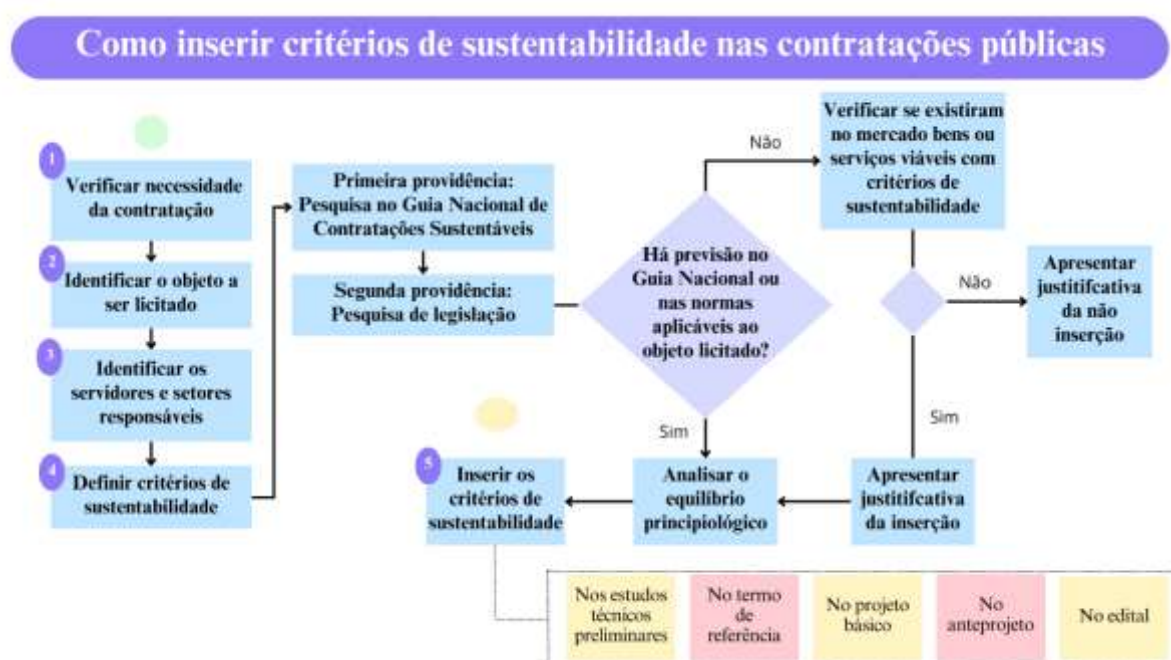 Como inserir critérios de sustentabilidade nas contratações públicas
1
Verificar necessidade
da contratação
2
Identificar o objeto a
ser licitado
3
Identificar os
servidores e setores
responsáveis
4
Definir critérios de
sustentabilidade
Primeira providência:
Pesquisa no Guia Nacional de
Contratações Sustentáveis
Segunda providência:
Pesquisa de legislação
Há previsão no
Guia Nacional ou
nas normas
aplicáveis ao
objeto licitado?
Não
Verificar se existiram
no mercado bens ou
serviços viáveis com
critérios de
sustentabilidade
Não
Apresentar
justitifcativa
da não
inserção
Sim
Sim
Apresentar
justitifcativa
da inserção
Analisar o
equilíbrio
principiológico
5
Inserir os
critérios de
sustentabilidade
Nos estudos
técnicos
preliminares
No termo
de
referência
No projeto
básico
No
anteprojeto
No edital